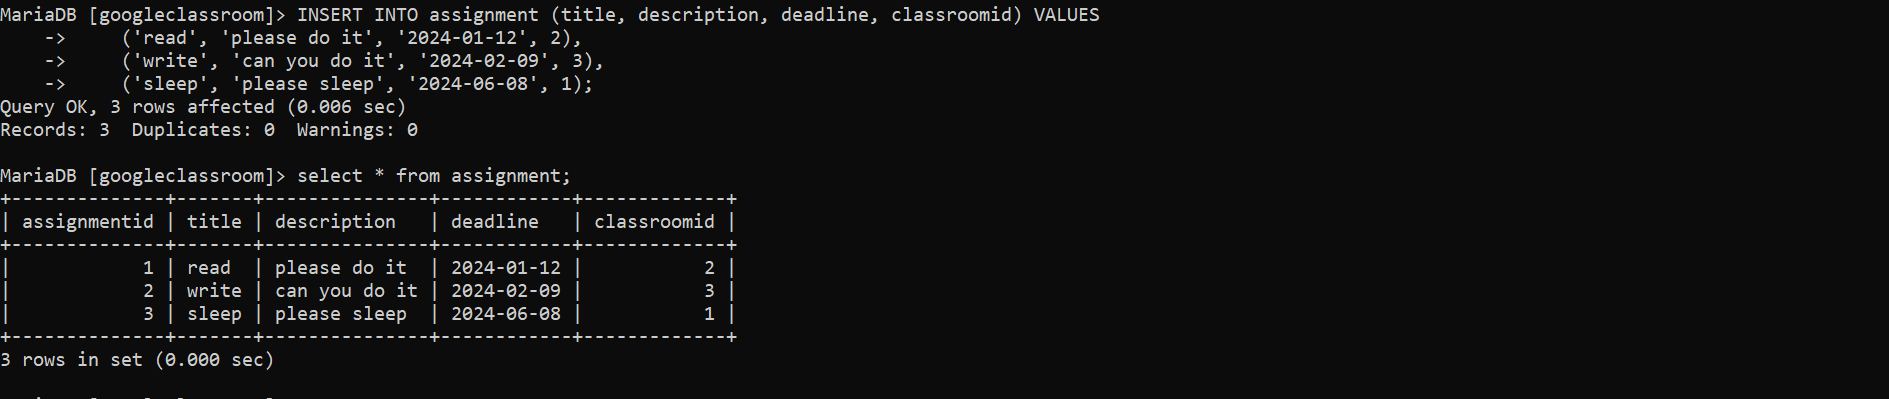 MariaDB [googleclassroom]> INSERT INTO assignment (title, description, deadline, classroomid) VALUES
    ->     ('read', 'please do it', '2024-01-12', 2),
    ->     ('write', 'can you do it', '2024-02-09', 3),
    ->     ('sleep', 'please sleep', '2024-06-08', 1);
Query OK, 3 rows affected (0.006 sec)
Records: 3  Duplicates: 0  Warnings: 0

MariaDB [googleclassroom]> select * from assignment;
+--------------+-------+---------------+------------+-------------+
| assignmentid | title | description   | deadline   | classroomid |
+--------------+-------+---------------+------------+-------------+
|            1 | read  | please do it  | 2024-01-12 |           2 |
|            2 | write | can you do it | 2024-02-09 |           3 |
|            3 | sleep | please sleep  | 2024-06-08 |           1 |
+--------------+-------+---------------+------------+-------------+
3 rows in set (0.000 sec)